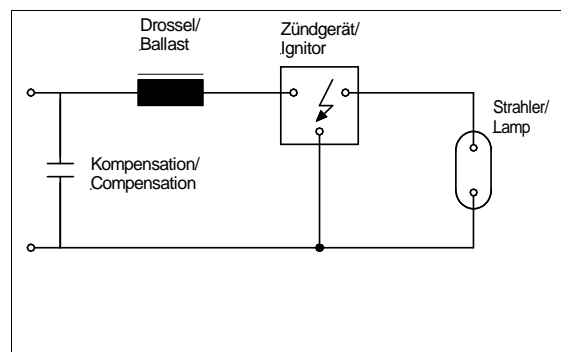 Drossel/
Ballast
Zündgerät/
Ignitor
Strahler/
Lamp
Kompensation/
Compensation